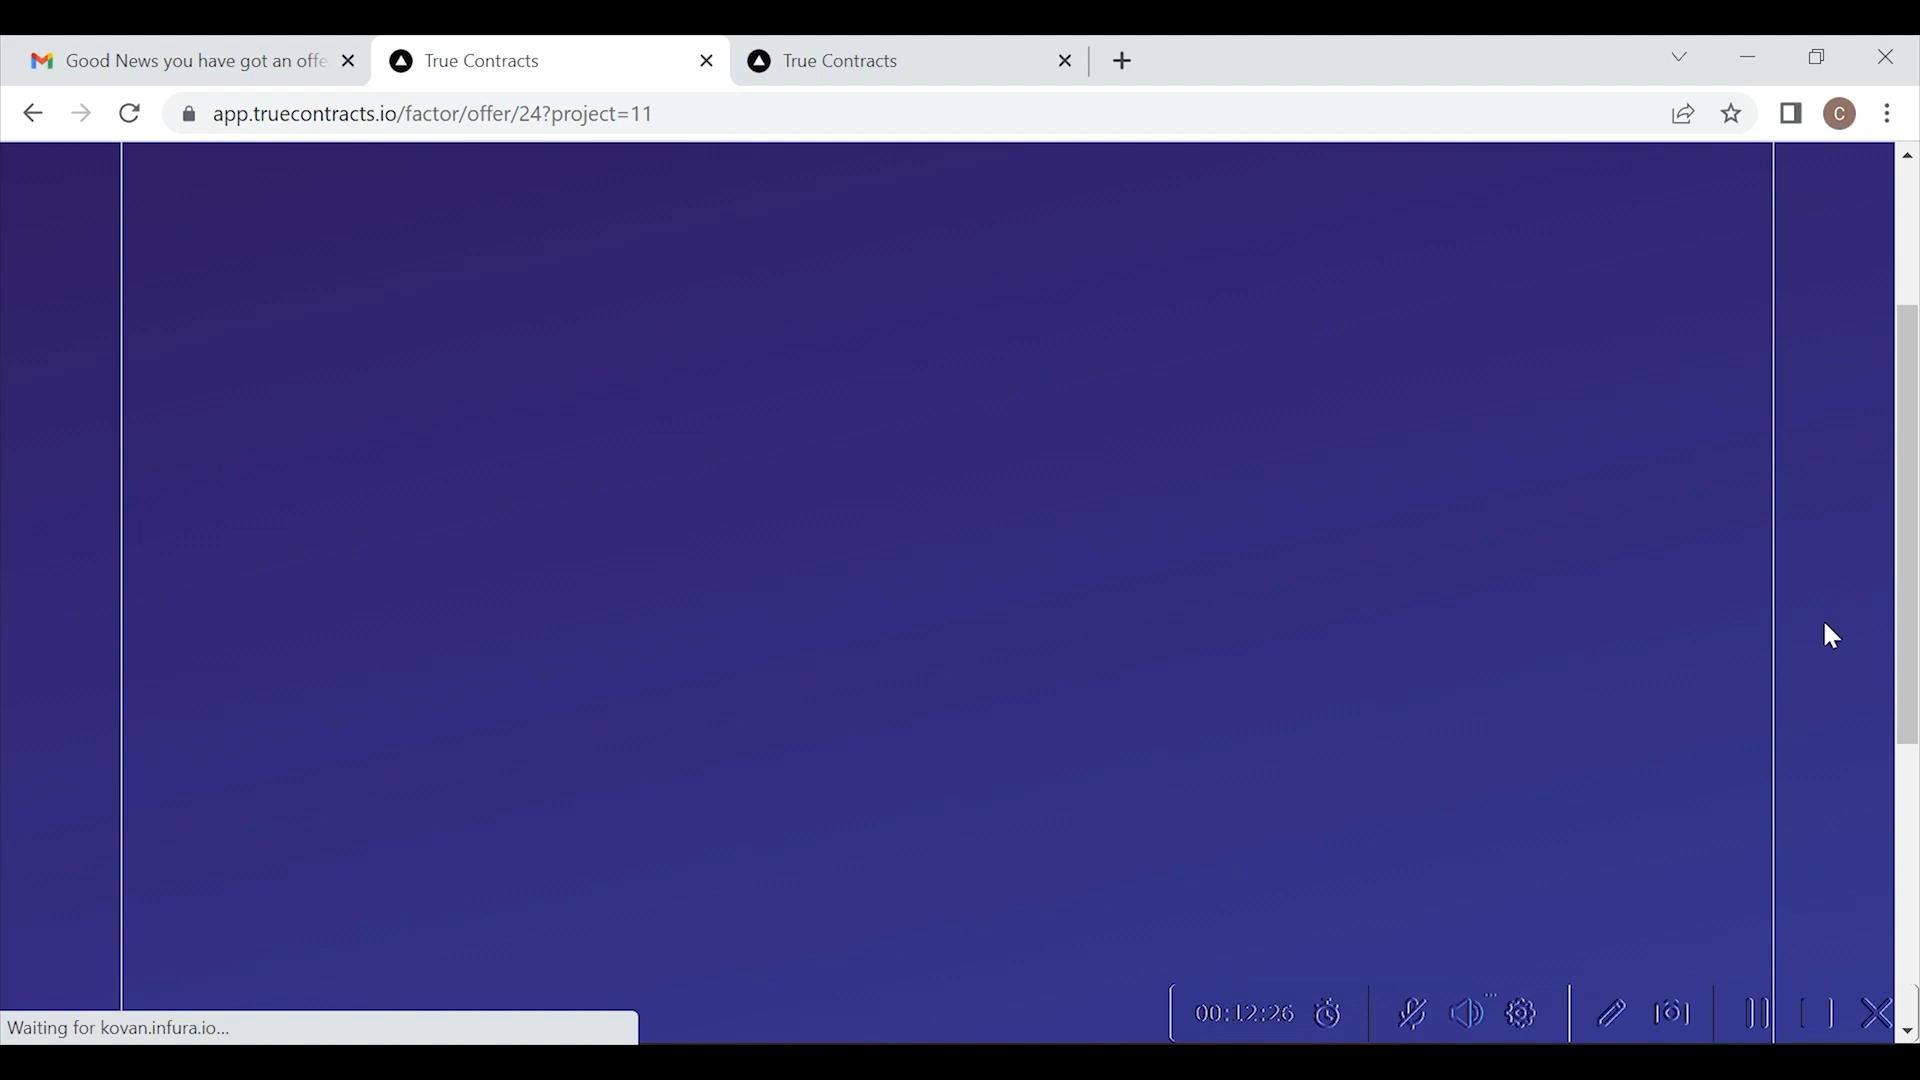 Good News you have got an offe
True Contracts
True Contracts
app.truecontracts.io/factor/offer/24?project=11
C
00:12:26
Waiting for kovan.infura.io...